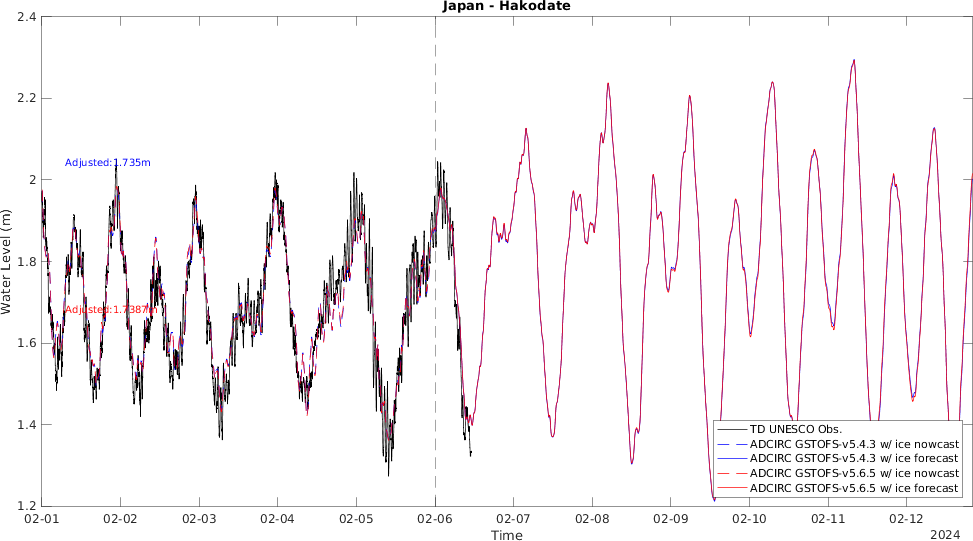 Japan - Hakodate
2.4
2.2
2
1.8
1.6
1.4
1.2
Water Level (m)
Adjusted:1.735m
Adjusted:1.7387m
TD UNESCO Obs.
ADCIRC GSTOFS-v5.4.3 w/ ice nowcast
ADCIRC GSTOFS-v5.4.3 w/ ice forecast
ADCIRC GSTOFS-v5.6.5 w/ ice nowcast
ADCIRC GSTOFS-v5.6.5 w/ ice forecast
02-01 02-02 02-03 02-04 02-05 02-06 02-07 02-08 02-09 02-10 02-11 02-12
Time
2024